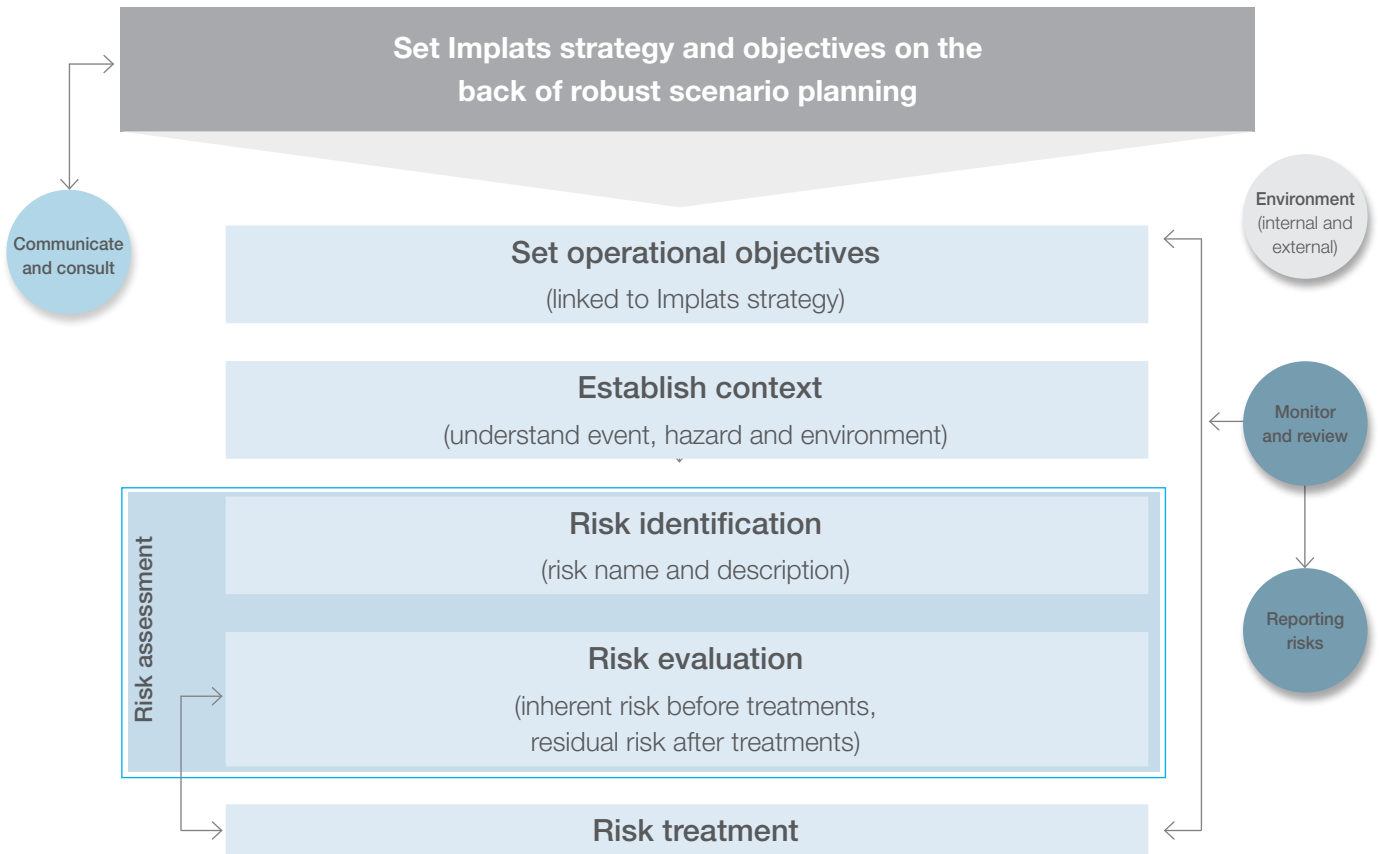 Set Implats strategy and objectives on the
back of robust scenario planning
Communicate
and consult
Environment
(internal and
external)
Set operational objectives
(linked to Implats strategy)
Establish context
(understand event, hazard and environment)
Monitor
and review
Risk assessment
Risk identification
(risk name and description)
Reporting
risks
Risk evaluation
(inherent risk before treatments,
residual risk after treatments)
Risk treatment